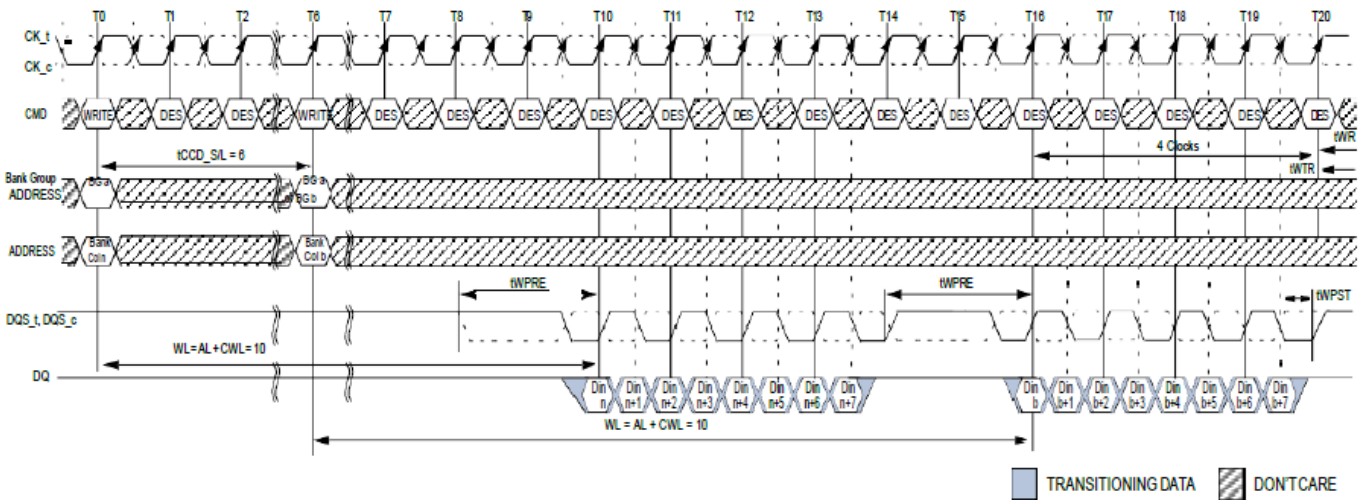 T0 T1 T2 T6 T7 T8 T9 T10 T11 T12 T13 T14 T15 T16 T17 T18 T19 T20
CK_t
CK_c
CMD WRITE DES DES WRITE DES DES DES DES DES DES DES DES DES DES DES DES DES DES
tCCD_S/L = 6
4 Clocks
tWR
tWTR
Bank Group
ADDRESS
BG a
BG a
or BG b
ADDRESS
Bank
Col n
Bank
Col b
tWPRE
tWPRE
tWPST
DQS_t, DQS_c
WL = AL + CWL = 10
DQ
Din Din Din Din Din Din Din Din Din Din Din Din Din Din Din Din
n n+1 n+2 n+3 n+4 n+5 n+6 n+7 b b+1 b+2 b+3 b+4 b+5 b+6 b+7
WL = AL + CWL = 10
TRANSITIONING DATA
DON'T CARE